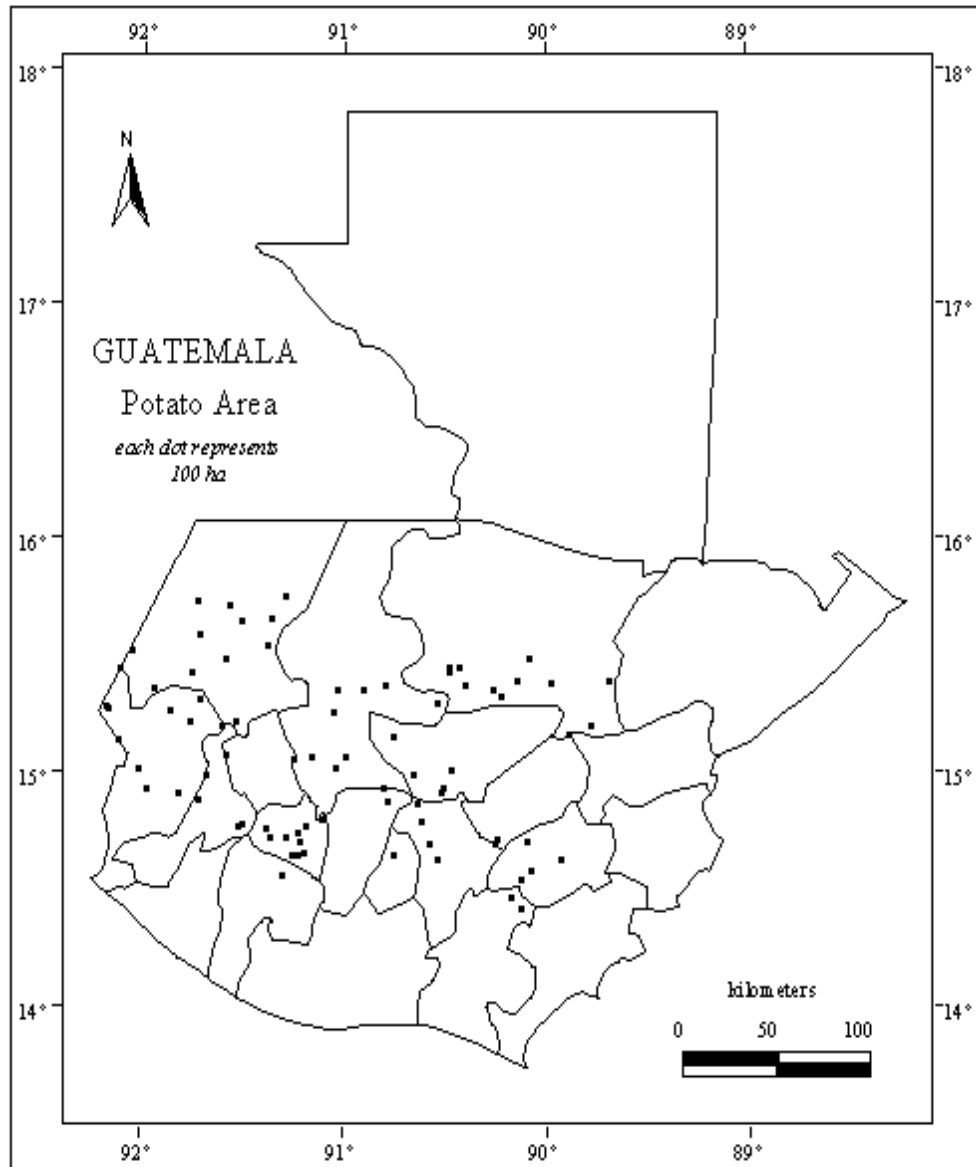 92° 91° 90° 89°
18° 18°
N
17° 17°
GUATEMALA
Potato Area
each dot represents
100 ha
16° 16°
15° 15°
kilometers
14° 14°
0 50 100
92° 91° 90° 89°